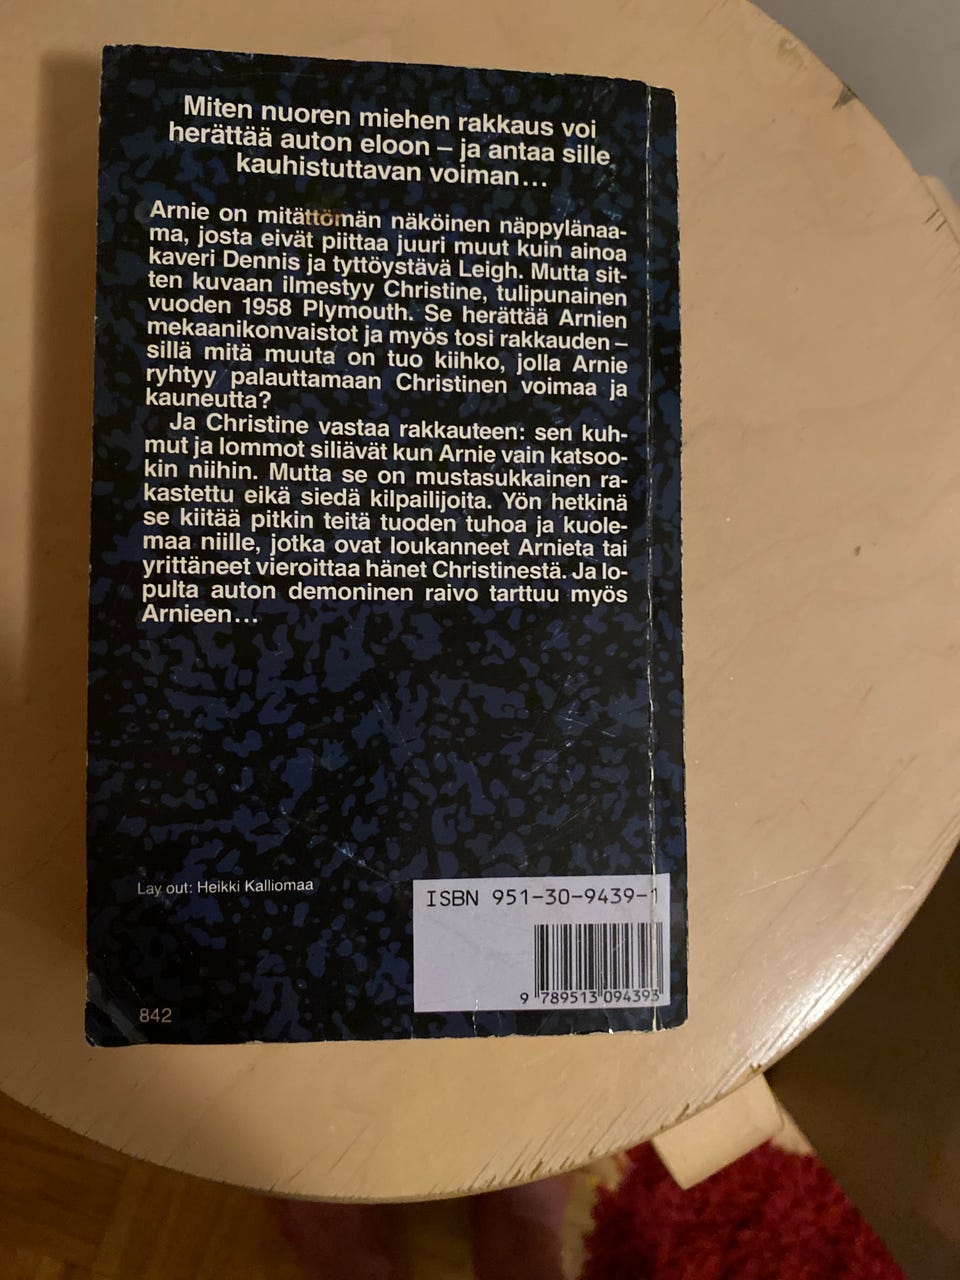 Miten nuoren miehen rakkaus voi
herättää auton eloon – ja antaa sille
kauhistuttavan voiman...
Arnie on mitättömän näköinen näppylänaa-
ma, josta eivät piittaa juuri muut kuin ainoa
kaveri Dennis ja tyttöystävä Leigh. Mutta sit-
ten kuvaan ilmestyy Christine, tulipunainen
vuoden 1958 Plymouth. Se herättää Arnien
mekaanikonvaistot ja myös tosi rakkauden –
sillä mitä muuta on tuo kiihko, jolla Arnie
ryhtyy palauttamaan Christinen voimaa ja
kauneutta?
Ja Christine vastaa rakkauteen: sen kuh-
mut ja lommot siliävät kun Arnie vain katsoo-
kin niihin. Mutta se on mustasukkainen ra-
kastettu eikä siedä kilpailijoita. Yön hetkinä
se kiitää pitkin teitä tuoden tuhoa ja kuole-
maa niille, jotka ovat loukanneet Arnieta tai
yrittäneet vieroittaa hänet Christinestä. Ja lo-
pulta auton demoninen raivo tarttuu myös
Arnieen...
Lay out: Heikki Kalliomaa
ISBN 951-30-9439-1
9 789513 094393
842